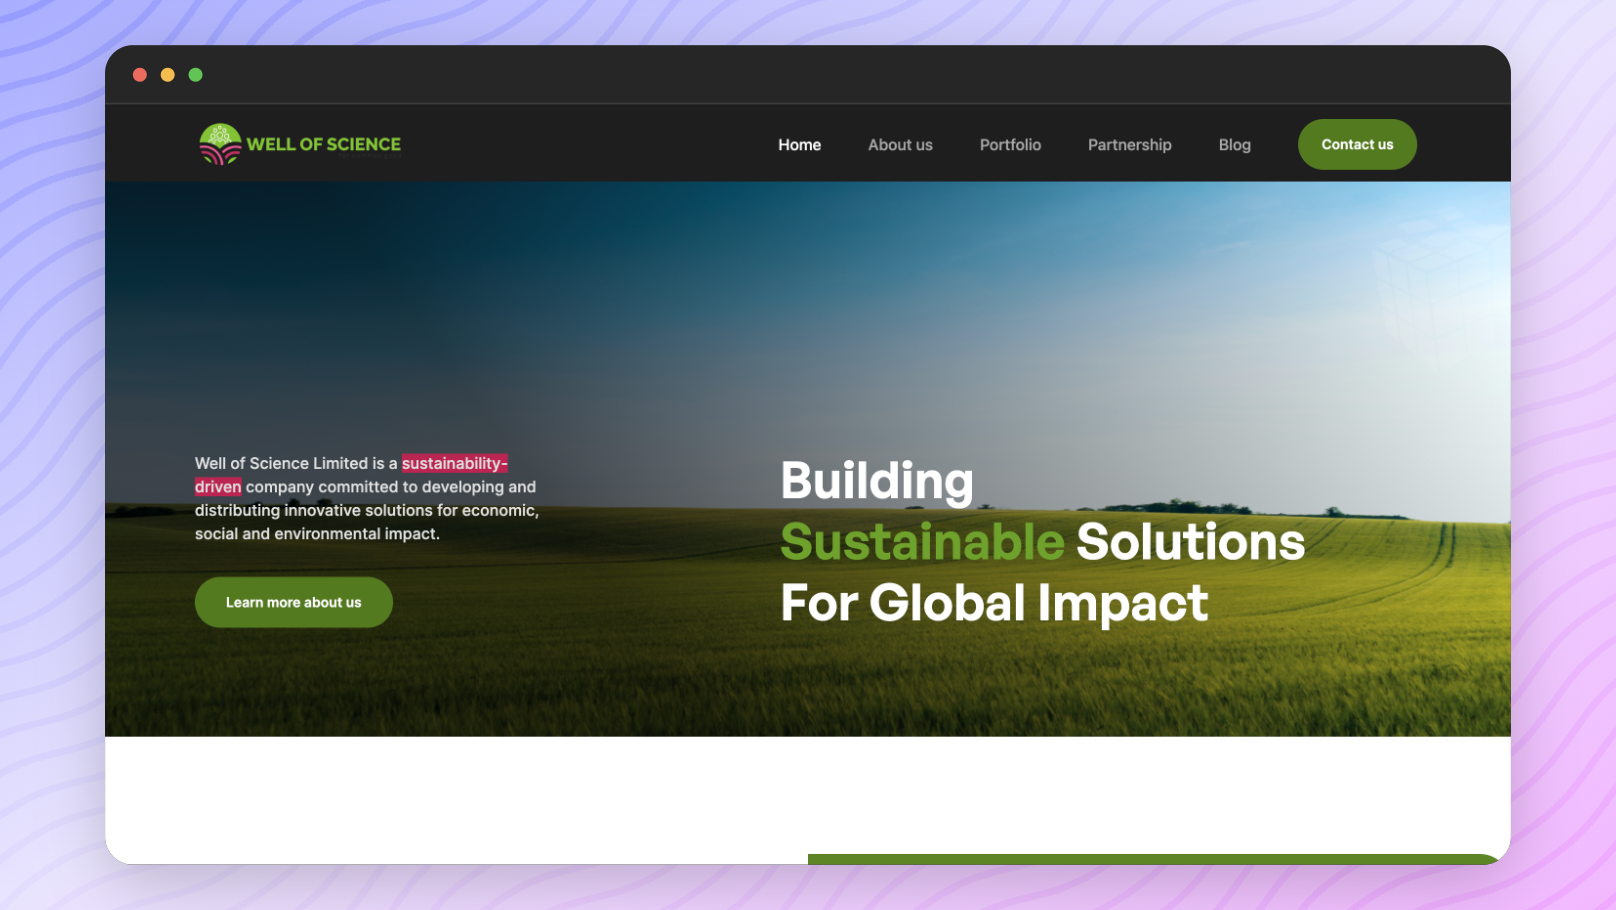 WELL OF SCIENCE
Home
About us
Portfolio
Partnership
Blog
Contact us
Well of Science Limited is a sustainability-
driven company committed to developing and
distributing innovative solutions for economic,
social and environmental impact.
Learn more about us
Building
Sustainable Solutions
For Global Impact